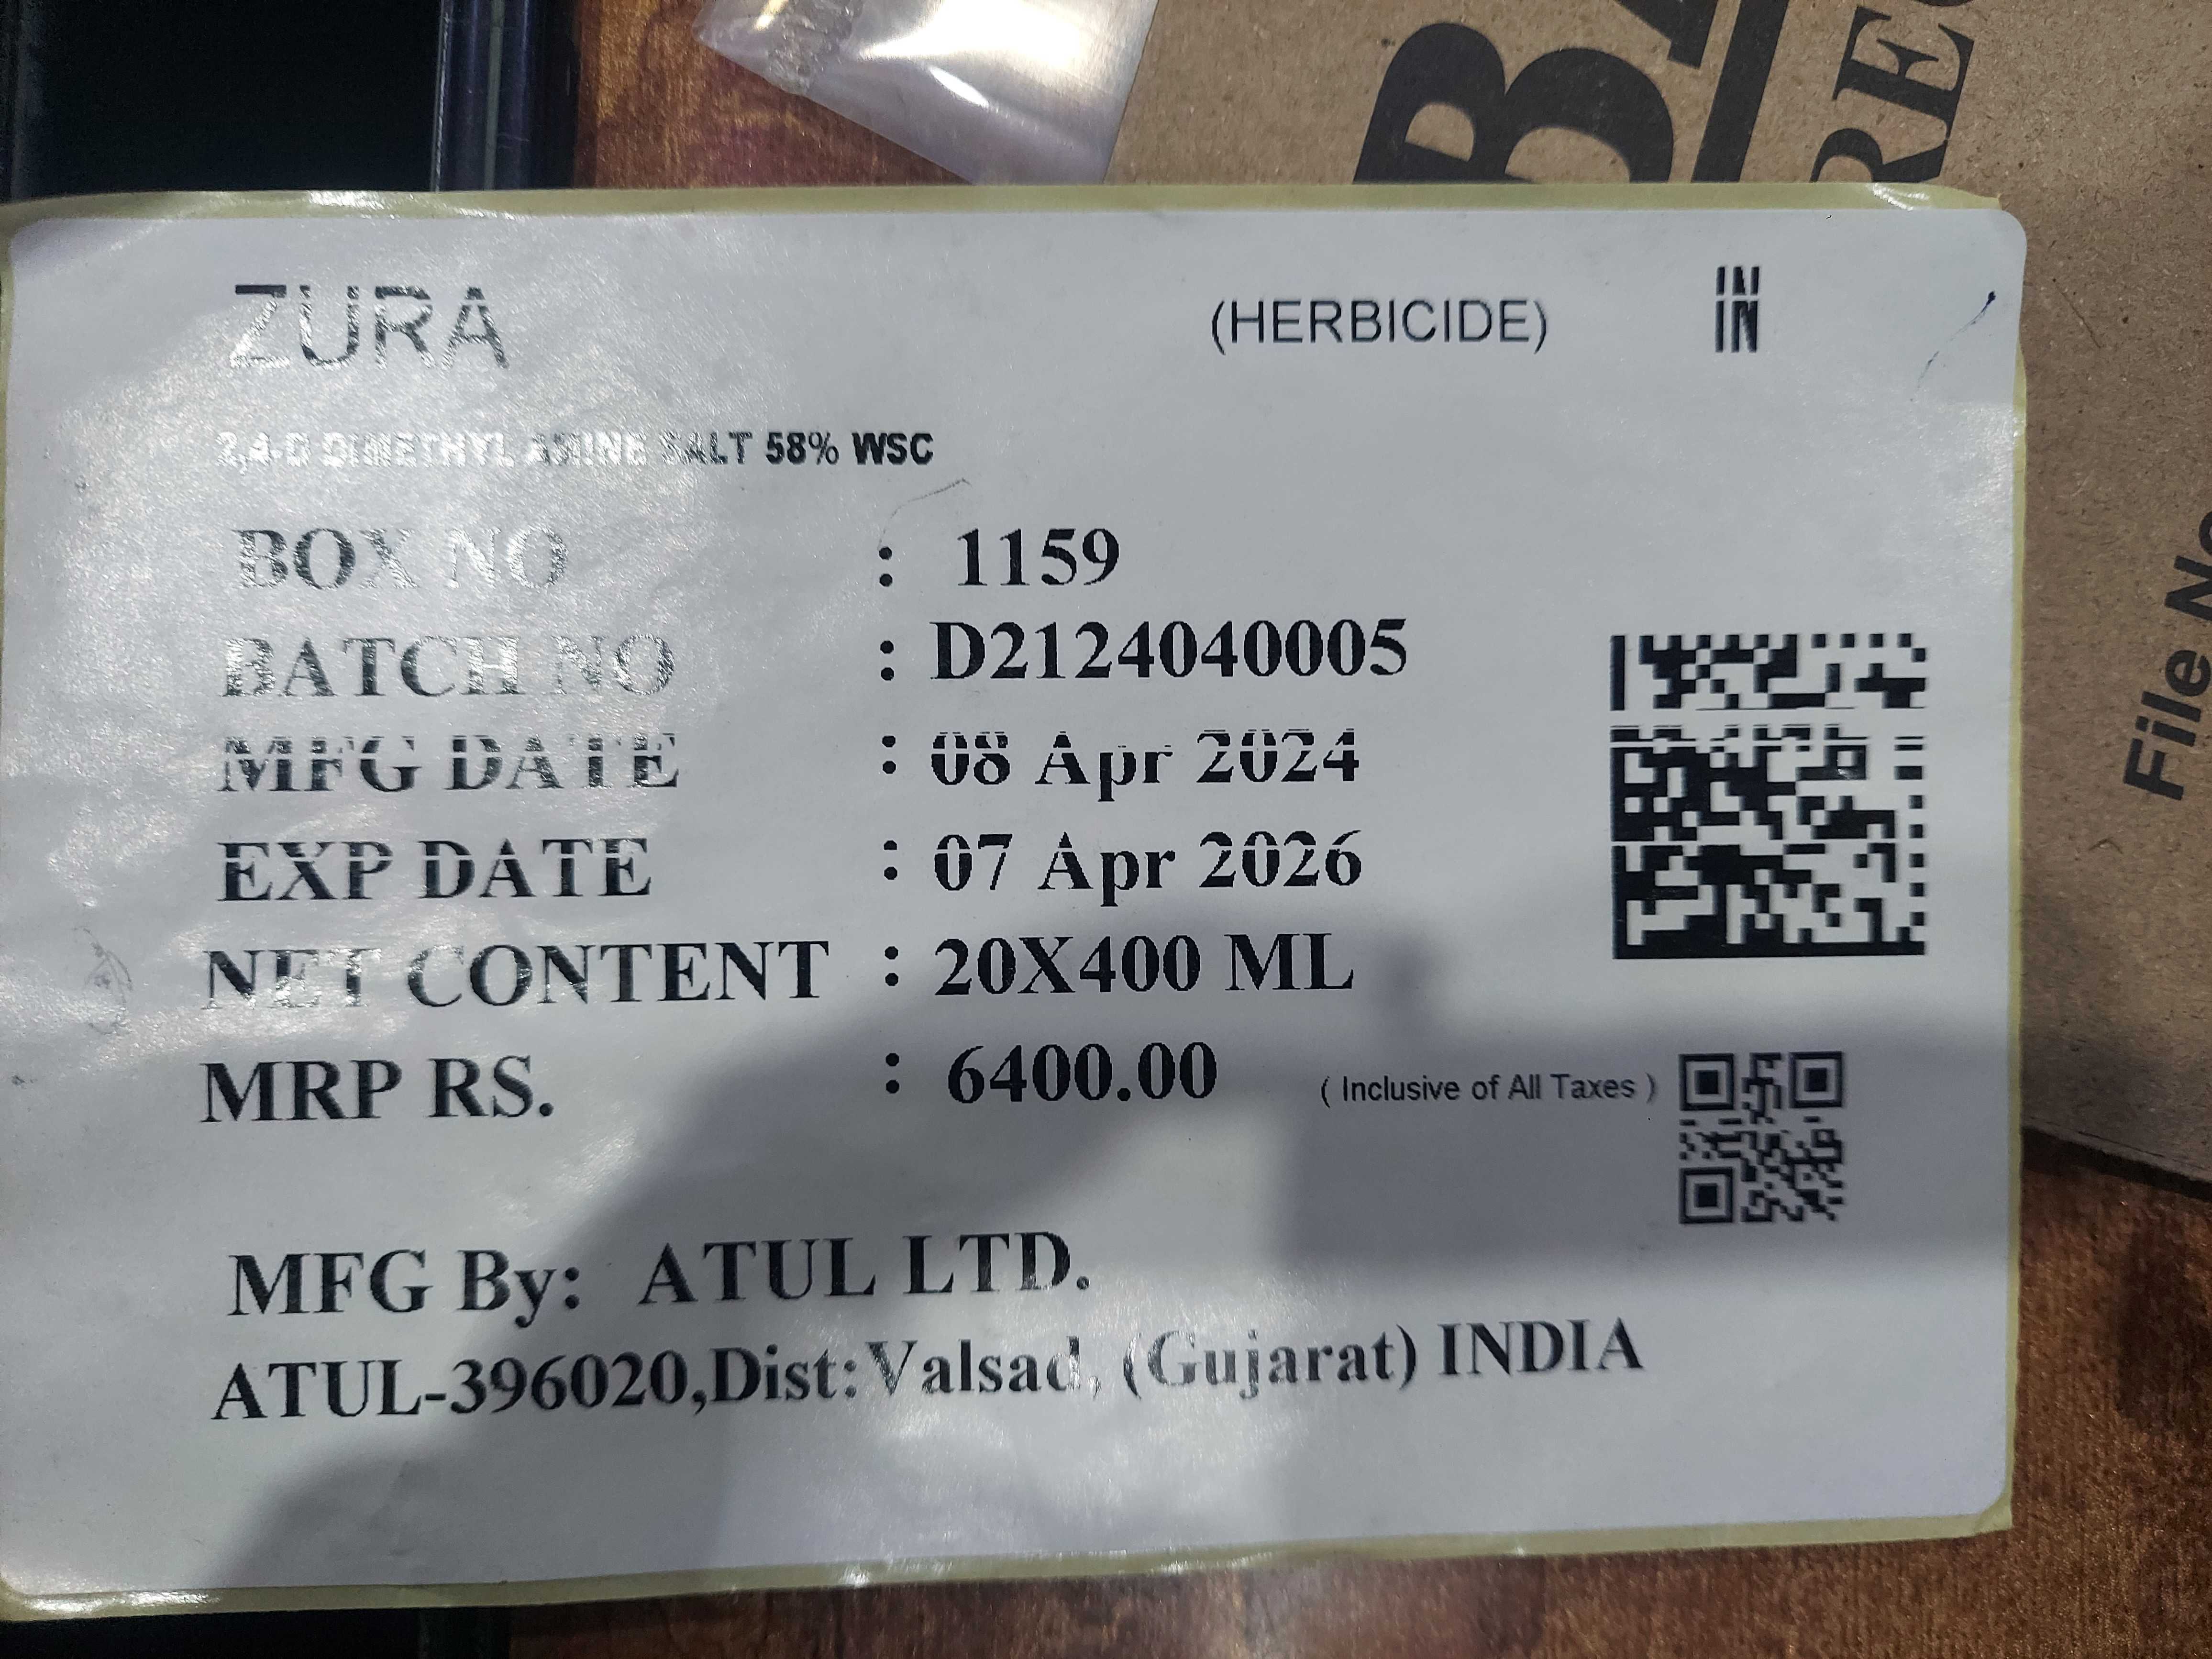 BA
REC
File No
ZURA (HERBICIDE) IN
2,4-D DIMETHYL AMINE SALT 58% WSC
BOX NO : 1159
BATCH NO : D2124040005
MFG DATE : 08 Apr 2024
EXP DATE : 07 Apr 2026
NET CONTENT : 20X400 ML
MRP RS. : 6400.00 ( Inclusive of All Taxes )
MFG By: ATUL LTD.
ATUL-396020,Dist:Valsad, (Gujarat) INDIA